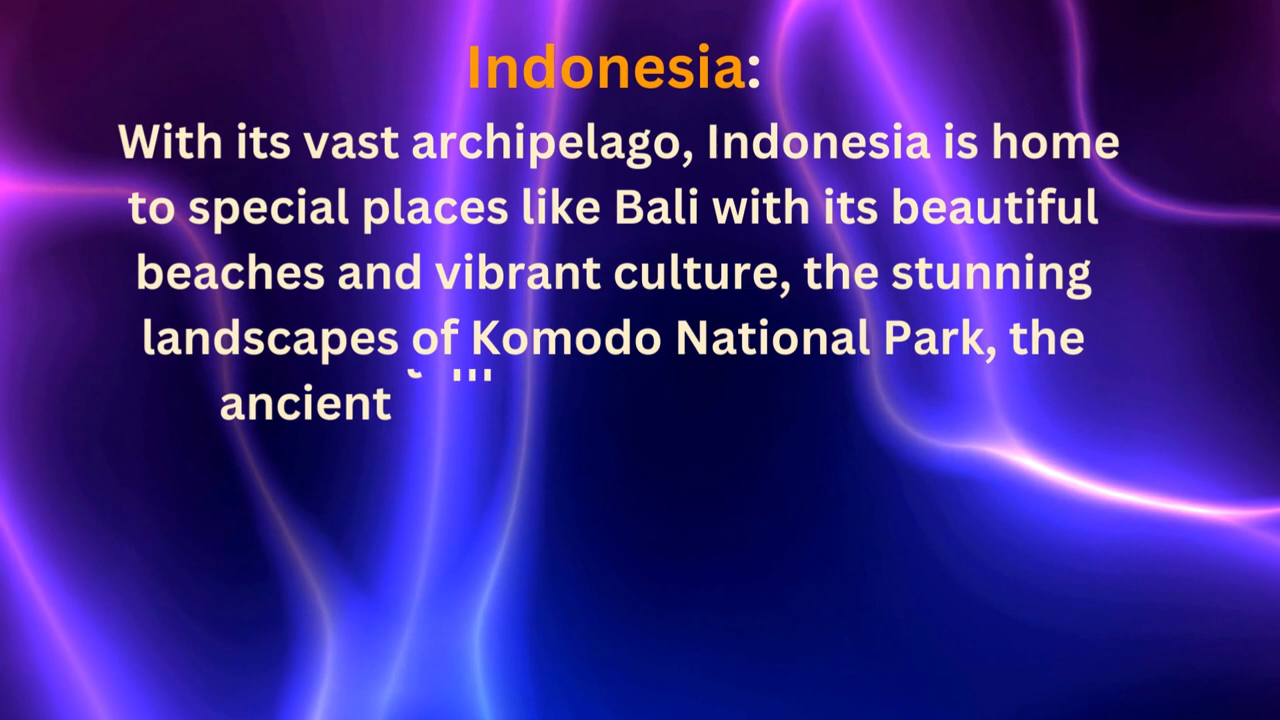 Indonesia:
With its vast archipelago, Indonesia is home
to special places like Bali with its beautiful
beaches and vibrant culture, the stunning
landscapes of Komodo National Park, the
ancient